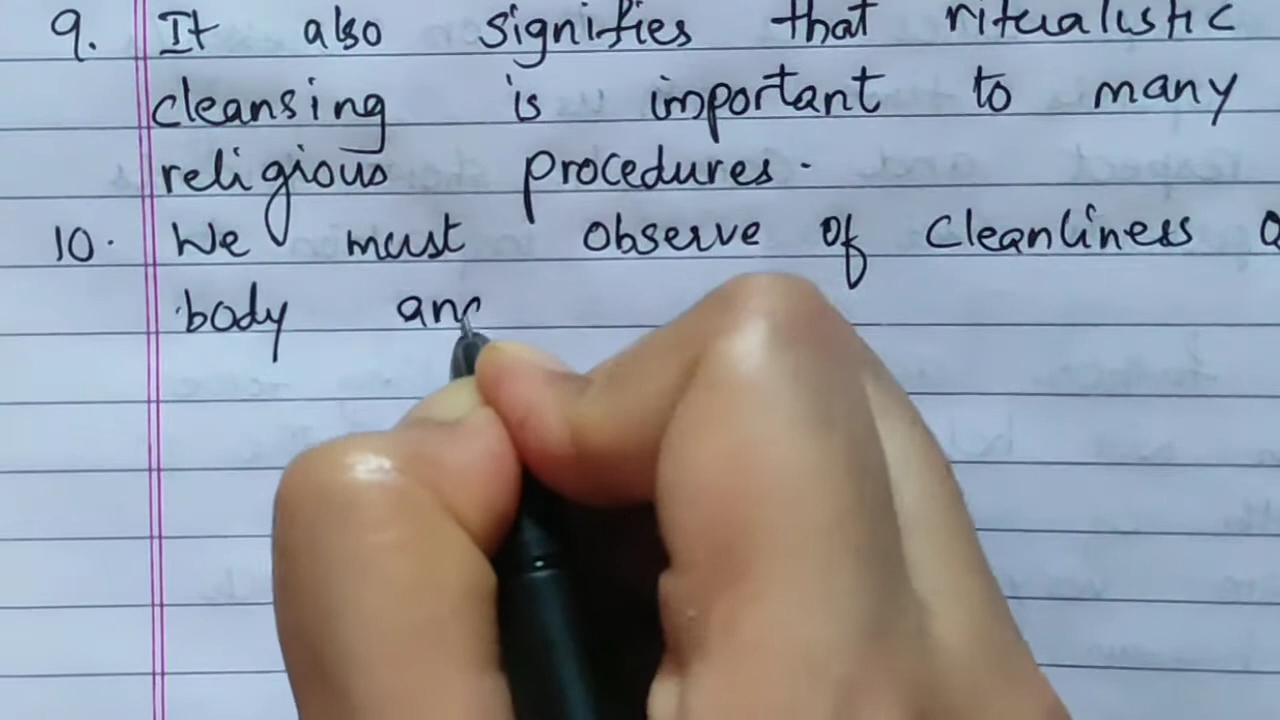 9. It also signifies that ritualistic
cleansing is important to many
religious procedures.
10. We must observe of cleanliness
body an